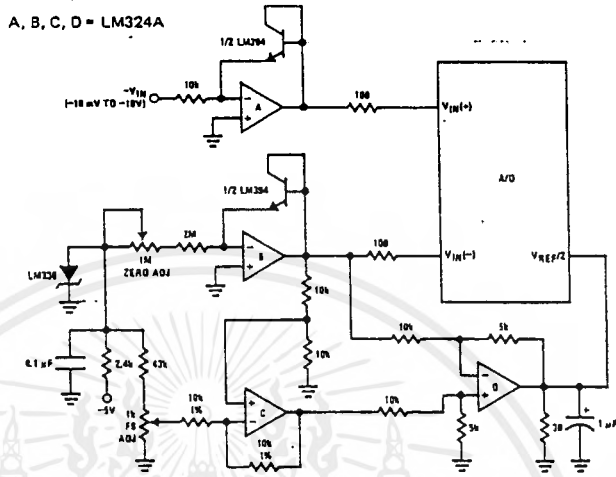 A, B, C, D = LM324A
1/2 LM394
-VIN
(-10 mV TO -10V)
10k
A
100
VIN(+)
A/D
1/2 LM394
1M
ZERO ADJ
2M
B
100
VIN(-)
VREF/2
LM336
10k
10k
10k
5k
0.1 µF
2.4k
-5V
1k
FS
ADJ
10k
1%
C
10k
1%
10k
D
5k
1 µF